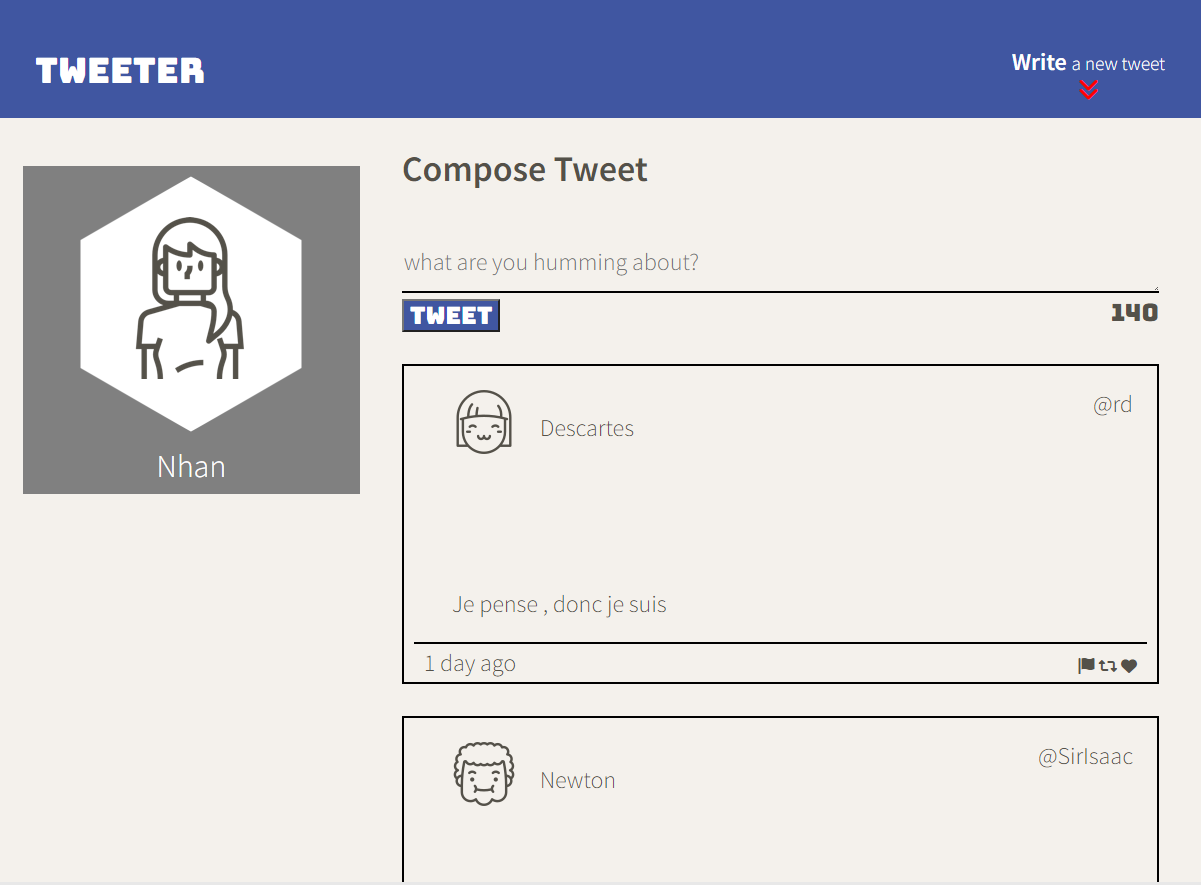 TWEETER
Write a new tweet
Compose Tweet
what are you humming about?
TWEET
140
Nhan
Descartes
@rd
Je pense , donc je suis
1 day ago
Newton
@SirIsaac